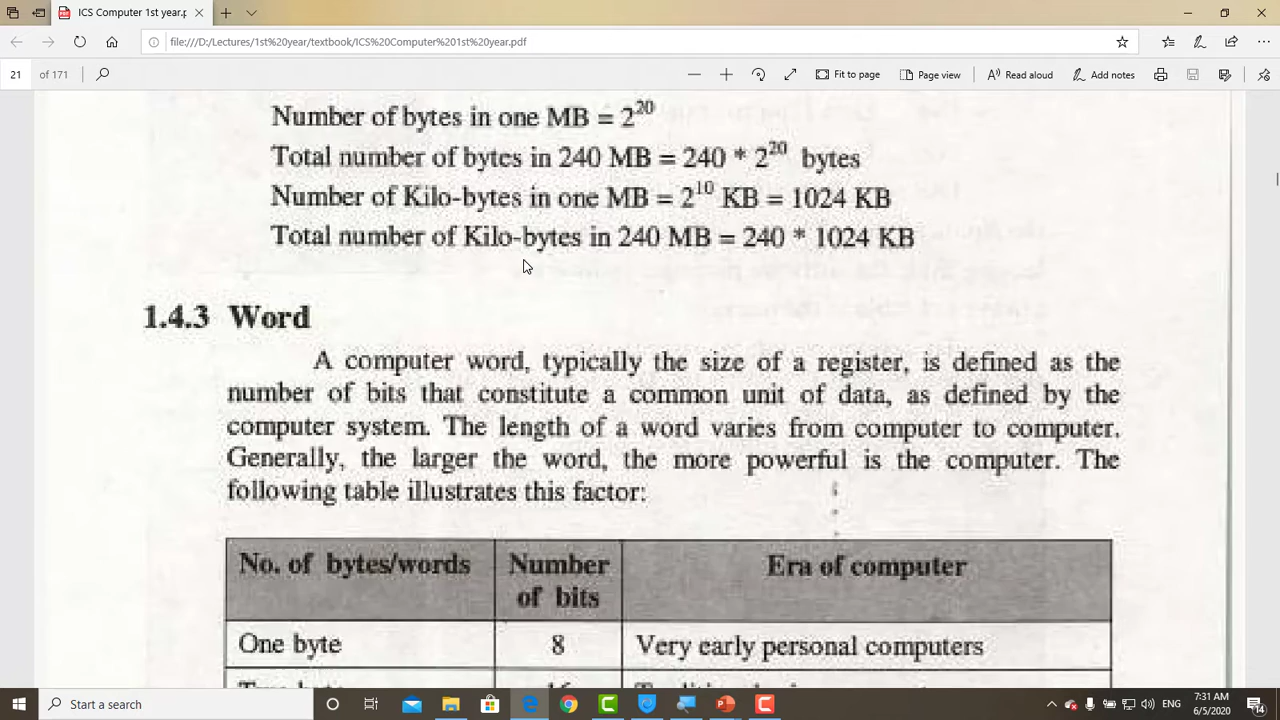 ICS Computer 1st year.p
file:///D:/Lectures/1st%20year/textbook/ICS%20Computer%201st%20year.pdf
21 of 171
Fit to page
Page view
Read aloud
Add notes
Number of bytes in one MB = 2^20
Total number of bytes in 240 MB = 240 * 2^20 bytes
Number of Kilo-bytes in one MB = 2^10 KB = 1024 KB
Total number of Kilo-bytes in 240 MB = 240 * 1024 KB
1.4.3 Word
A computer word, typically the size of a register, is defined as the
number of bits that constitute a common unit of data, as defined by the
computer system. The length of a word varies from computer to computer.
Generally, the larger the word, the more powerful is the computer. The
following table illustrates this factor:
No. of bytes/words
Number
of bits
Era of computer
One byte
8
Very early personal computers
Start a search
ENG
7:31 AM
6/5/2020
14